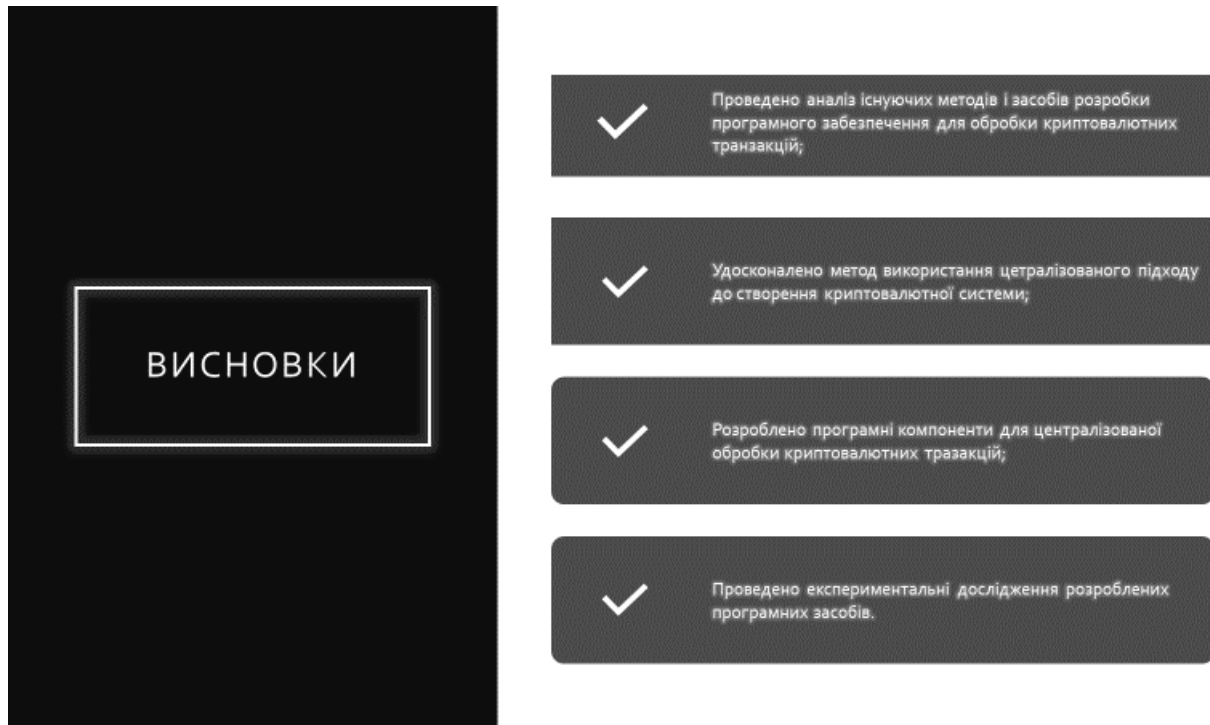 ВИСНОВКИ
Проведено аналіз існуючих методів і засобів розробки
програмного забезпечення для обробки криптовалютних
транзакцій;
Удосконалено метод використання цетралізованого підходу
до створення криптовалютної системи;
Розроблено програмні компоненти для централізованої
обробки криптовалютних тразакцій;
Проведено експериментальні дослідження розроблених
програмних засобів.